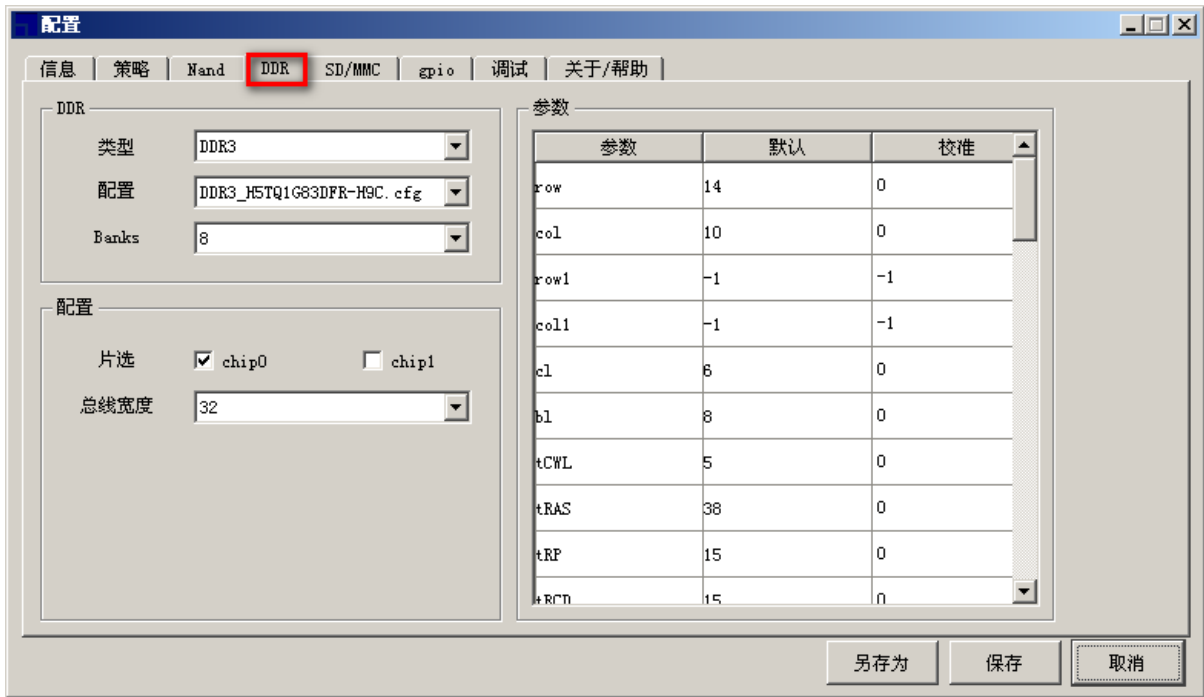 配置
信息 策略 Nand DDR SD/MMC gpio 调试 关于/帮助
DDR
类型 DDR3
配置 DDR3_H5TQ1G83DFR-H9C.cfg
Banks 8
配置
片选 chip0 chip1
总线宽度 32
参数
参数 默认 校准
row 14 0
col 10 0
row1 -1 -1
col1 -1 -1
cl 6 0
bl 8 0
tCWL 5 0
tRAS 38 0
tRP 15 0
tRCD 15 0
另存为 保存 取消